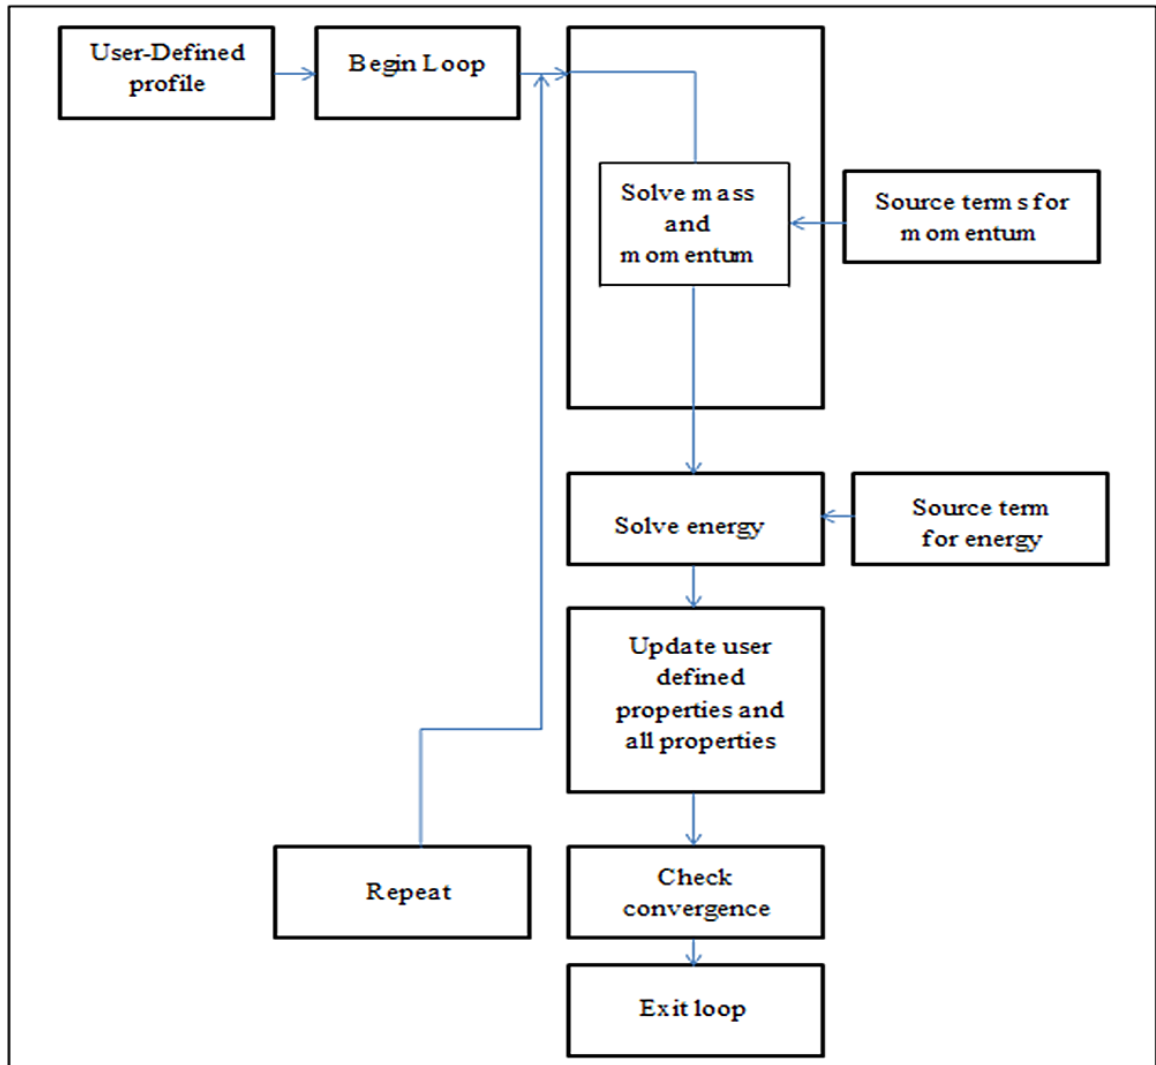 User-Defined
profile
Begin Loop
Solve mass
and
momentum
Source terms for
momentum
Solve energy
Source term
for energy
Update user
defined
properties and
all properties
Repeat
Check
convergence
Exit loop